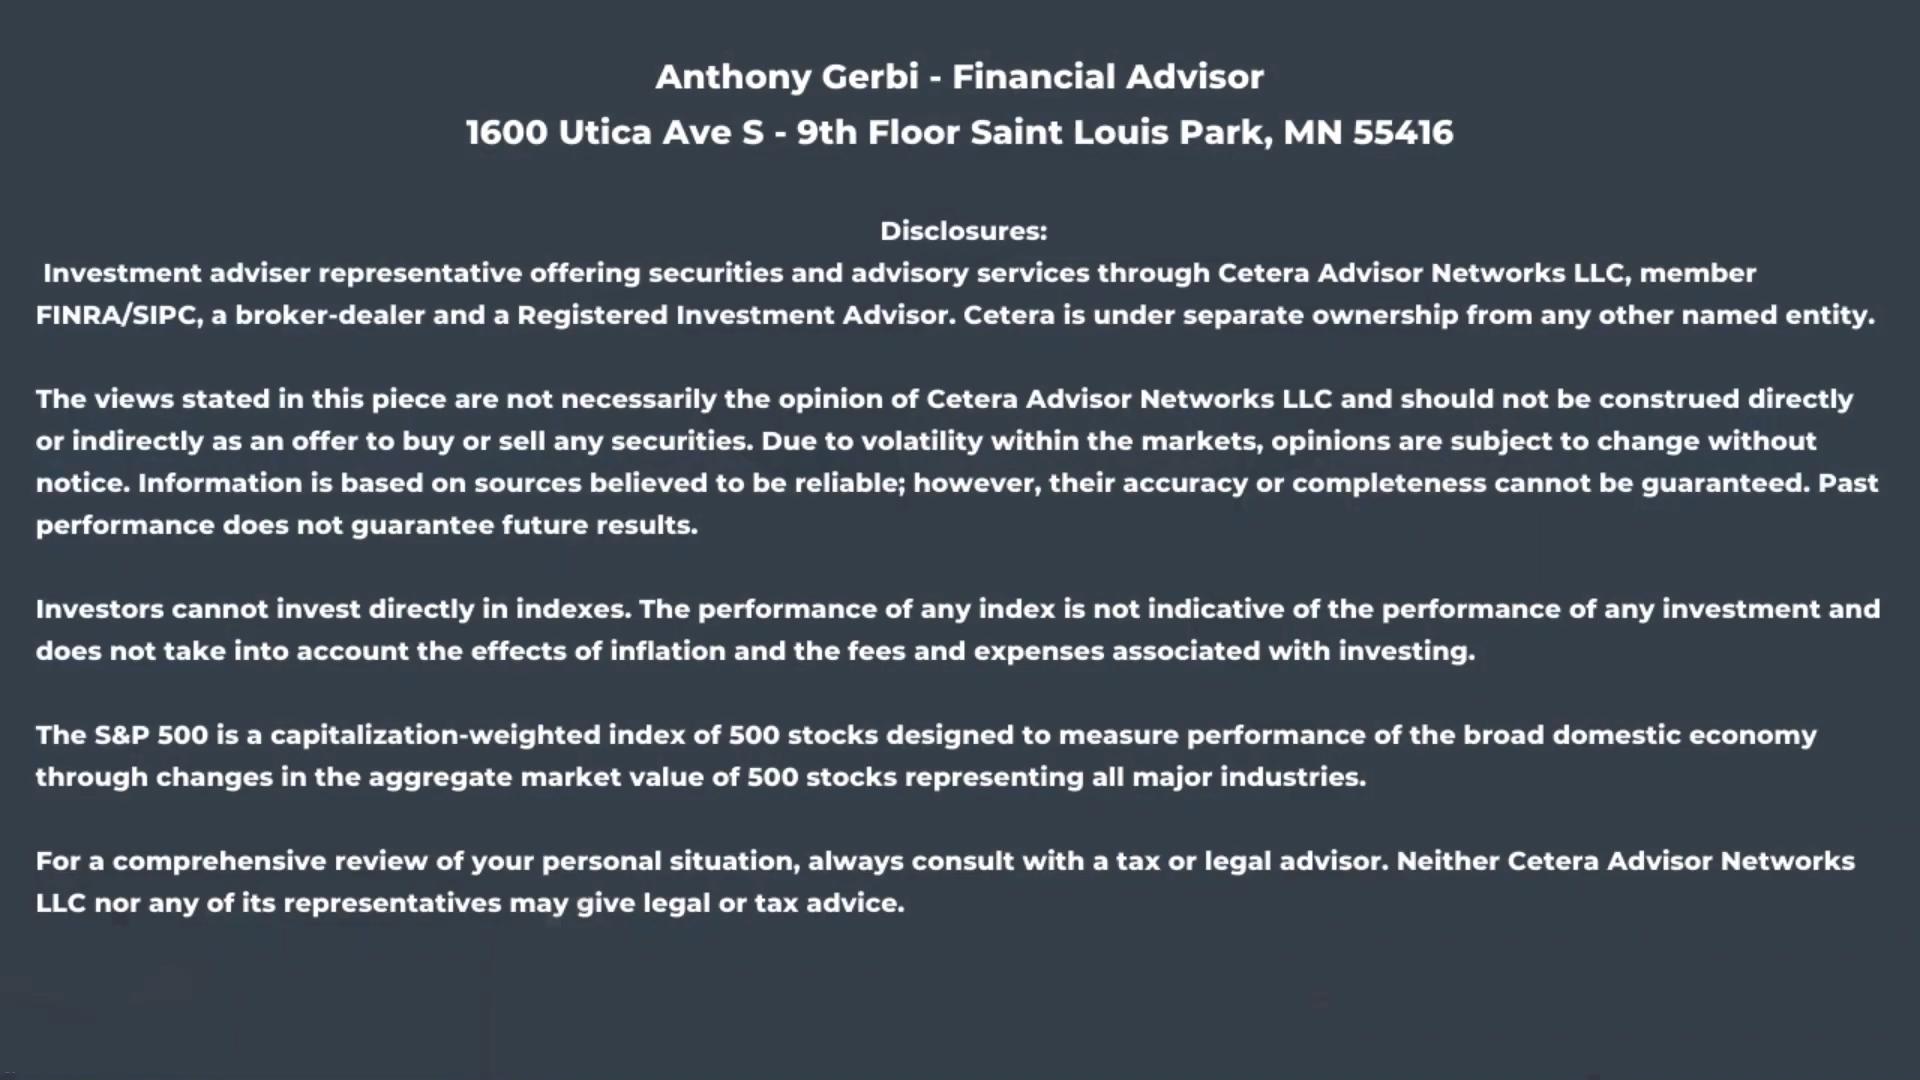 Anthony Gerbi - Financial Advisor
1600 Utica Ave S - 9th Floor Saint Louis Park, MN 55416
Disclosures:
Investment adviser representative offering securities and advisory services through Cetera Advisor Networks LLC, member
FINRA/SIPC, a broker-dealer and a Registered Investment Advisor. Cetera is under separate ownership from any other named entity.
The views stated in this piece are not necessarily the opinion of Cetera Advisor Networks LLC and should not be construed directly
or indirectly as an offer to buy or sell any securities. Due to volatility within the markets, opinions are subject to change without
notice. Information is based on sources believed to be reliable; however, their accuracy or completeness cannot be guaranteed. Past
performance does not guarantee future results.
Investors cannot invest directly in indexes. The performance of any index is not indicative of the performance of any investment and
does not take into account the effects of inflation and the fees and expenses associated with investing.
The S&P 500 is a capitalization-weighted index of 500 stocks designed to measure performance of the broad domestic economy
through changes in the aggregate market value of 500 stocks representing all major industries.
For a comprehensive review of your personal situation, always consult with a tax or legal advisor. Neither Cetera Advisor Networks
LLC nor any of its representatives may give legal or tax advice.